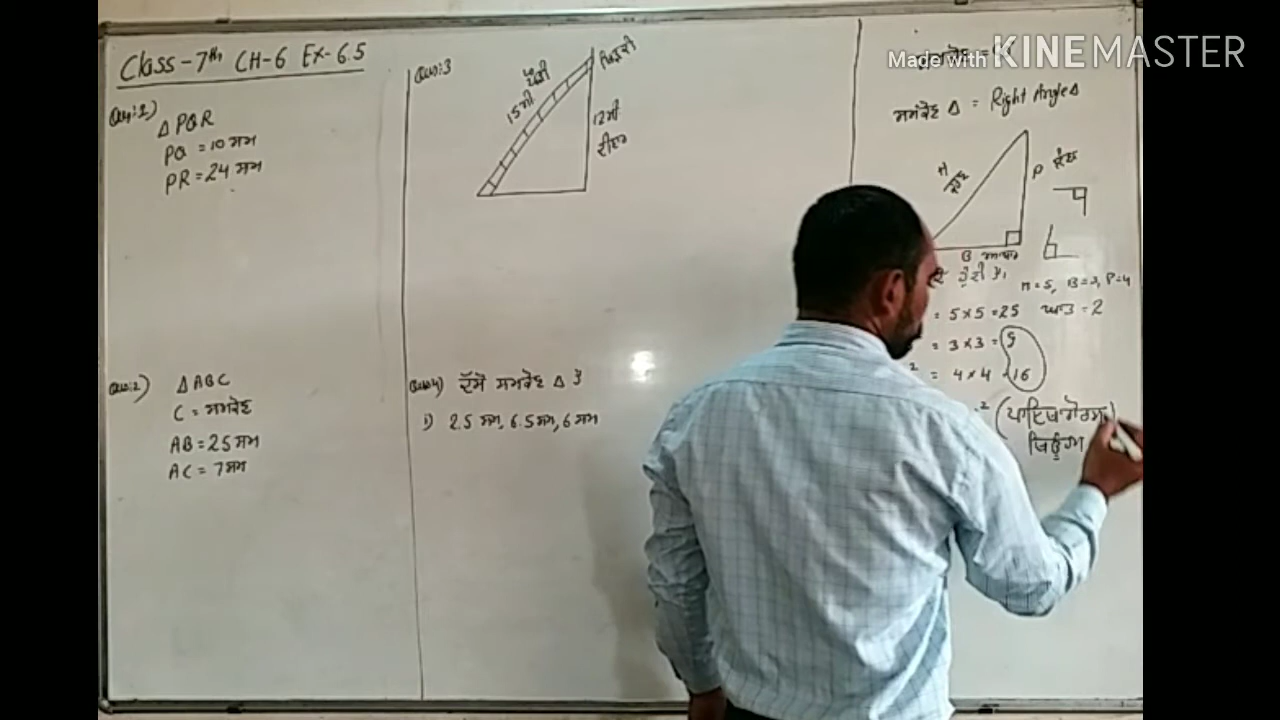 Class-7th CH-6 Ex-6.5
Que:1)
Δ PQR
PQ = 10 ਸਮ
PR = 24 ਸਮ
Que:2)
Δ ABC
C = ਸਮਕੋਣ
AB = 25 ਸਮ
AC = 7 ਸਮ
Que:3
ਪੌੜੀ
15 ਮੀ
ਖਿੜਕੀ
12 ਮੀ
ਦੀਵਾਰ
Que:4) ਦੱਸੋ ਸਮਕੋਣ Δ ਹੈ
i) 2.5 ਸਮ, 6.5 ਸਮ, 6 ਸਮ
Made with KINEMASTER
ਸਮਕੋਣ Δ = Right Angle Δ
H
ਕਰਣ
P
ਲੰਬ
B ਆਧਾਰ
ਹੁੰਦੀ ਹੈ।
H = 5, B = 3, P = 4
= 5 × 5 = 25
= 3 × 3 = 9
2 = 4 × 4 = 16
2 (ਪਾਇਥਾਗੋਰਸ)